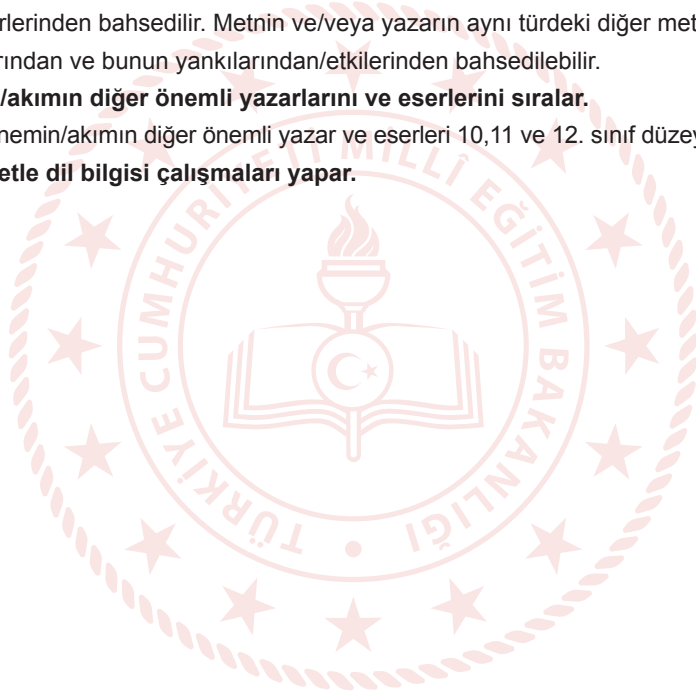 rlerinden bahsedilir. Metnin ve/veya yazarın aynı türdeki diğer met
rından ve bunun yankılarından/etkilerinden bahsedilebilir.
/akımın diğer önemli yazarlarını ve eserlerini sıralar.
nemin/akımın diğer önemli yazar ve eserleri 10,11 ve 12. sınıf düzey
etle dil bilgisi çalışmaları yapar.
TÜRKİYE CUMHURİYETİ MİLLÎ EĞİTİM BAKANLIĞI